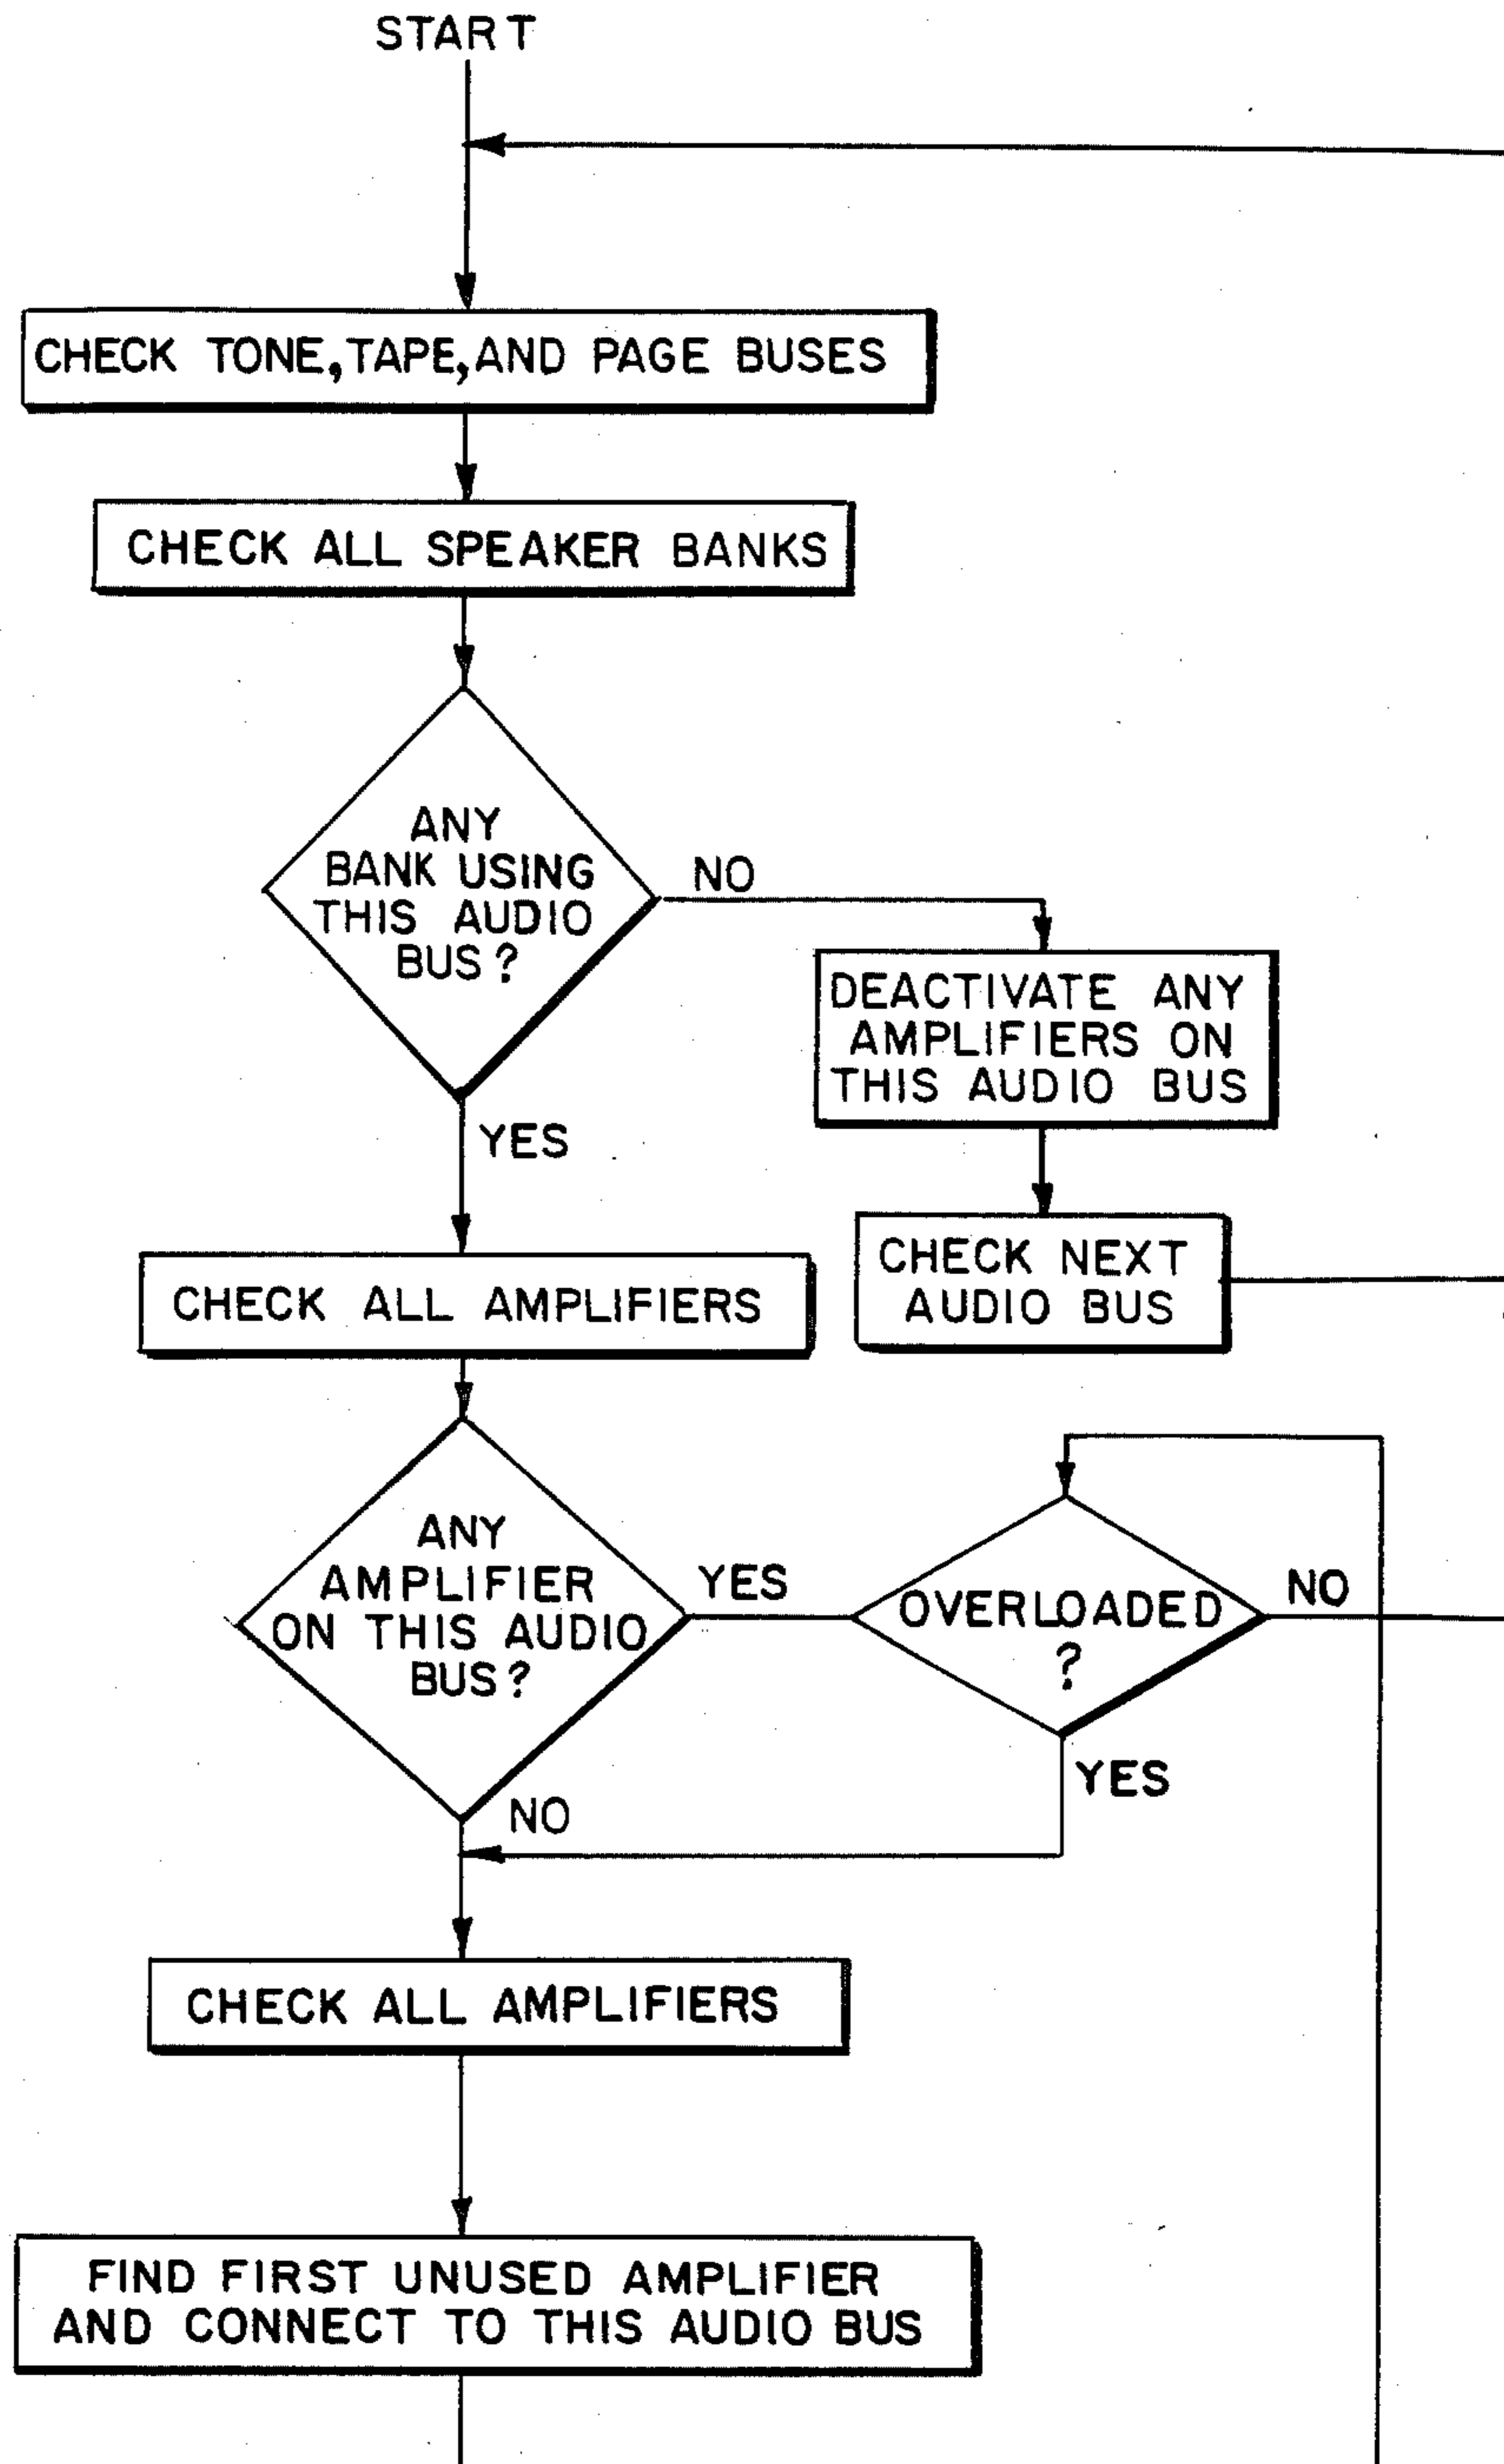 START
CHECK TONE, TAPE, AND PAGE BUSES
CHECK ALL SPEAKER BANKS
ANY
BANK USING
THIS AUDIO
BUS?
NO
DEACTIVATE ANY
AMPLIFIERS ON
THIS AUDIO BUS
YES
CHECK NEXT
AUDIO BUS
CHECK ALL AMPLIFIERS
ANY
AMPLIFIER
ON THIS AUDIO
BUS?
YES
OVERLOADED
?
NO
YES
NO
CHECK ALL AMPLIFIERS
FIND FIRST UNUSED AMPLIFIER
AND CONNECT TO THIS AUDIO BUS